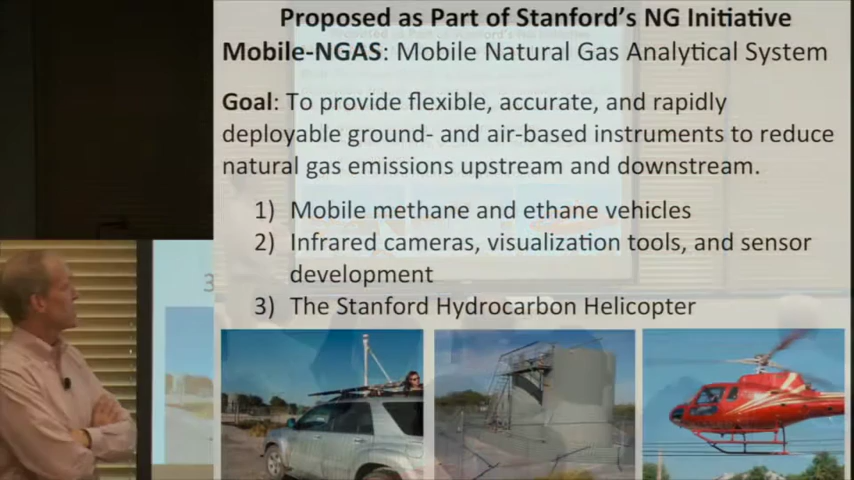 Proposed as Part of Stanford's NG Initiative
Mobile-NGAS: Mobile Natural Gas Analytical System
Goal: To provide flexible, accurate, and rapidly
deployable ground- and air-based instruments to reduce
natural gas emissions upstream and downstream.
1) Mobile methane and ethane vehicles
2) Infrared cameras, visualization tools, and sensor
development
3) The Stanford Hydrocarbon Helicopter